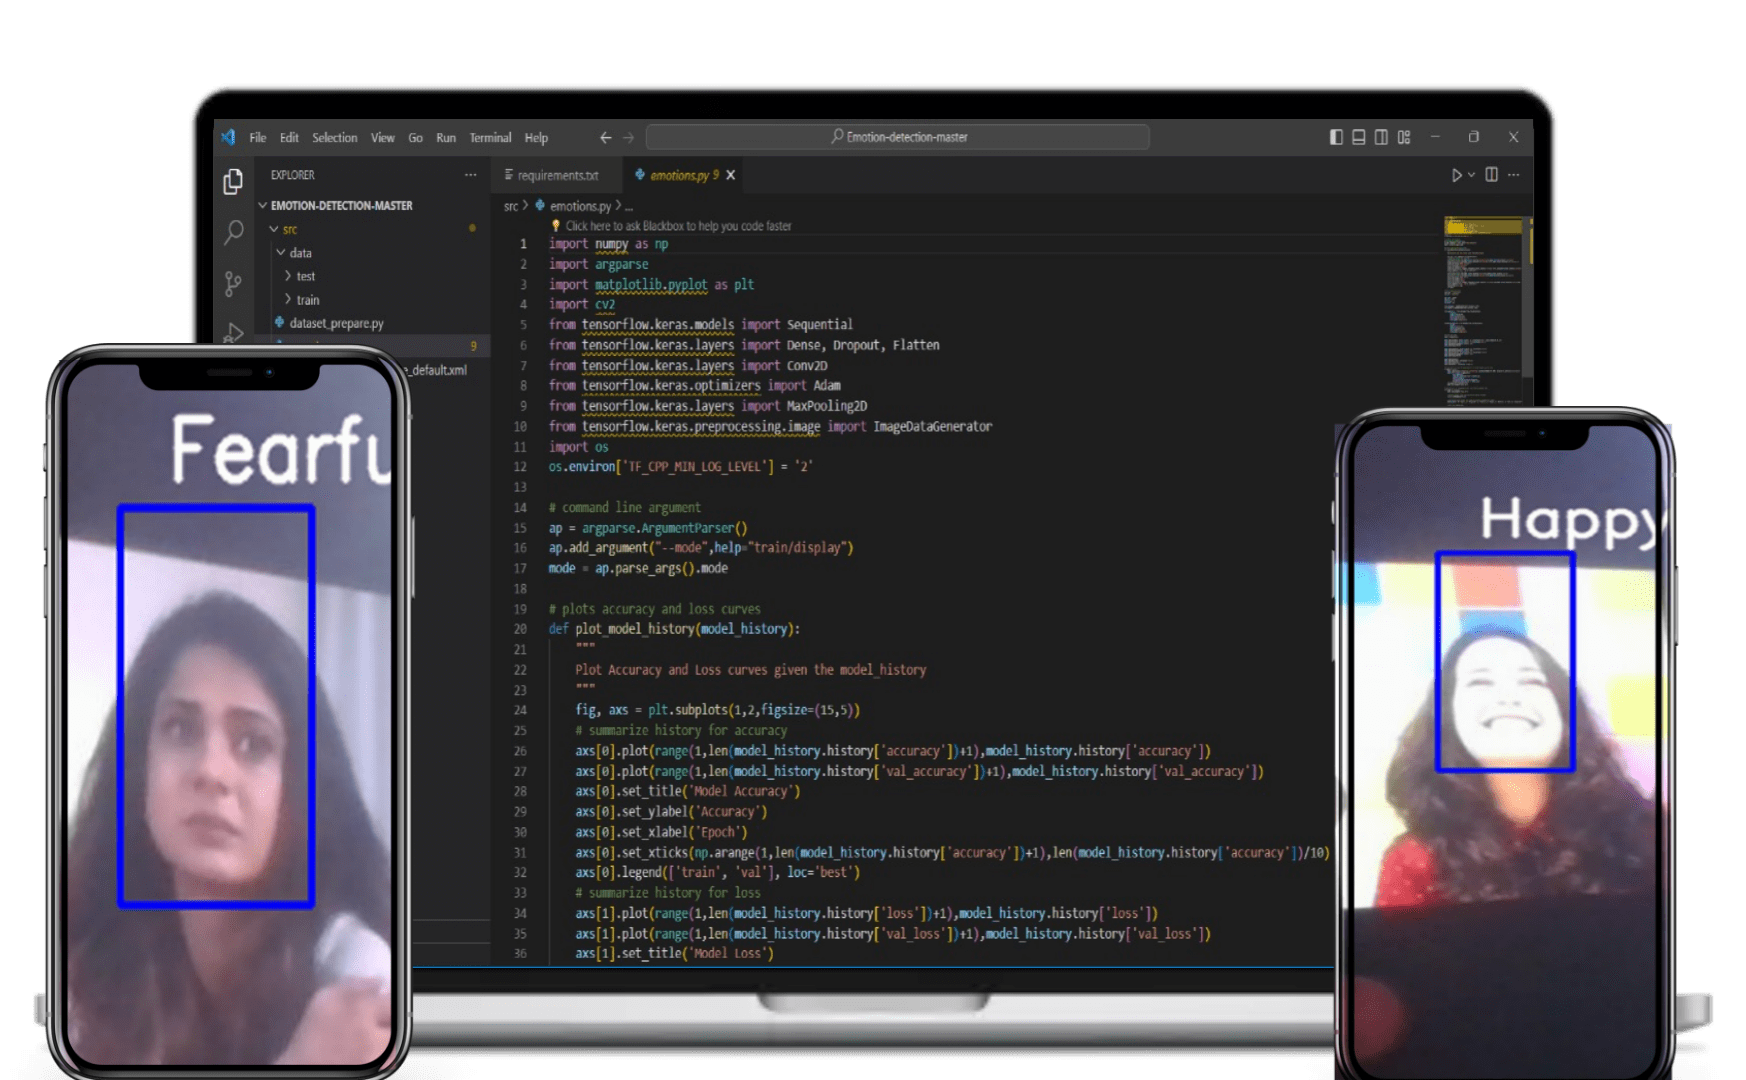 File Edit Selection View Go Run Terminal Help
Emotion-detection-master
EXPLORER
EMOTION-DETECTION-MASTER
src
data
test
train
dataset_prepare.py
9
e_default.xml
requirements.txt
emotions.py 9
src > emotions.py > ...
Click here to ask Blackbox to help you code faster
1 import numpy as np
2 import argparse
3 import matplotlib.pyplot as plt
4 import cv2
5 from tensorflow.keras.models import Sequential
6 from tensorflow.keras.layers import Dense, Dropout, Flatten
7 from tensorflow.keras.layers import Conv2D
8 from tensorflow.keras.optimizers import Adam
9 from tensorflow.keras.layers import MaxPooling2D
10 from tensorflow.keras.preprocessing.image import ImageDataGenerator
11 import os
12 os.environ['TF_CPP_MIN_LOG_LEVEL'] = '2'
13
14 # command line argument
15 ap = argparse.ArgumentParser()
16 ap.add_argument("--mode",help="train/display")
17 mode = ap.parse_args().mode
18
19 # plots accuracy and loss curves
20 def plot_model_history(model_history):
21 """
22 Plot Accuracy and Loss curves given the model_history
23 """
24 fig, axs = plt.subplots(1,2,figsize=(15,5))
25 # summarize history for accuracy
26 axs[0].plot(range(1,len(model_history.history['accuracy'])+1),model_history.history['accuracy'])
27 axs[0].plot(range(1,len(model_history.history['val_accuracy'])+1),model_history.history['val_accuracy'])
28 axs[0].set_title('Model Accuracy')
29 axs[0].set_ylabel('Accuracy')
30 axs[0].set_xlabel('Epoch')
31 axs[0].set_xticks(np.arange(1,len(model_history.history['accuracy'])+1),len(model_history.history['accuracy'])/10)
32 axs[0].legend(['train', 'val'], loc='best')
33 # summarize history for loss
34 axs[1].plot(range(1,len(model_history.history['loss'])+1),model_history.history['loss'])
35 axs[1].plot(range(1,len(model_history.history['val_loss'])+1),model_history.history['val_loss'])
36 axs[1].set_title('Model Loss')
Fearfu
Happy